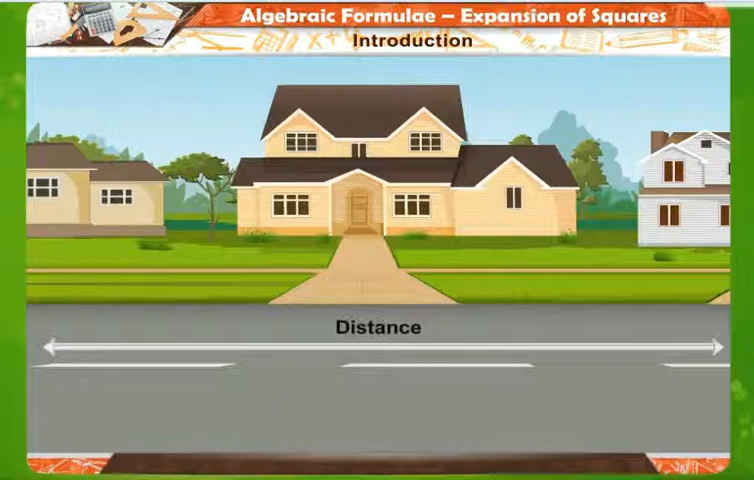 Algebraic Formulae – Expansion of Squares
Introduction
Distance